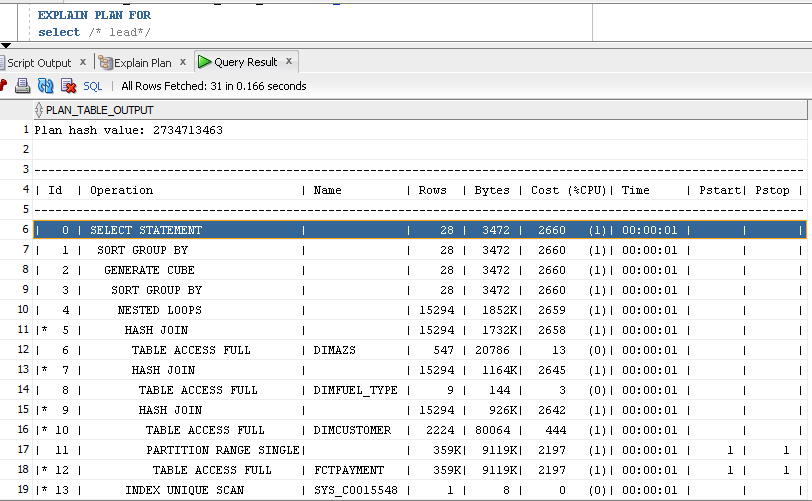 EXPLAIN PLAN FOR
select /* lead*/
Script Output x Explain Plan x Query Result x
SQL | All Rows Fetched: 31 in 0.166 seconds
PLAN_TABLE_OUTPUT
1 Plan hash value: 2734713463
2
3 ---------------------------------------------------------------------------------------------------------------
4 | Id | Operation | Name | Rows | Bytes | Cost (%CPU)| Time | Pstart| Pstop |
5 ---------------------------------------------------------------------------------------------------------------
6 | 0 | SELECT STATEMENT | | 28 | 3472 | 2660 (1)| 00:00:01 | | |
7 | 1 | SORT GROUP BY | | 28 | 3472 | 2660 (1)| 00:00:01 | | |
8 | 2 | GENERATE CUBE | | 28 | 3472 | 2660 (1)| 00:00:01 | | |
9 | 3 | SORT GROUP BY | | 28 | 3472 | 2660 (1)| 00:00:01 | | |
10 | 4 | NESTED LOOPS | | 15294 | 1852K| 2659 (1)| 00:00:01 | | |
11 |* 5 | HASH JOIN | | 15294 | 1732K| 2658 (1)| 00:00:01 | | |
12 | 6 | TABLE ACCESS FULL | DIMAZS | 547 | 20786 | 13 (0)| 00:00:01 | | |
13 |* 7 | HASH JOIN | | 15294 | 1164K| 2645 (1)| 00:00:01 | | |
14 | 8 | TABLE ACCESS FULL | DIMFUEL_TYPE | 9 | 144 | 3 (0)| 00:00:01 | | |
15 |* 9 | HASH JOIN | | 15294 | 926K| 2642 (1)| 00:00:01 | | |
16 |* 10 | TABLE ACCESS FULL | DIMCUSTOMER | 2224 | 80064 | 444 (1)| 00:00:01 | | |
17 | 11 | PARTITION RANGE SINGLE| | 359K| 9119K| 2197 (1)| 00:00:01 | 1 | 1 |
18 |* 12 | TABLE ACCESS FULL | FCTPAYMENT | 359K| 9119K| 2197 (1)| 00:00:01 | 1 | 1 |
19 |* 13 | INDEX UNIQUE SCAN | SYS_C0015548 | 1 | 8 | 0 (0)| 00:00:01 | | |